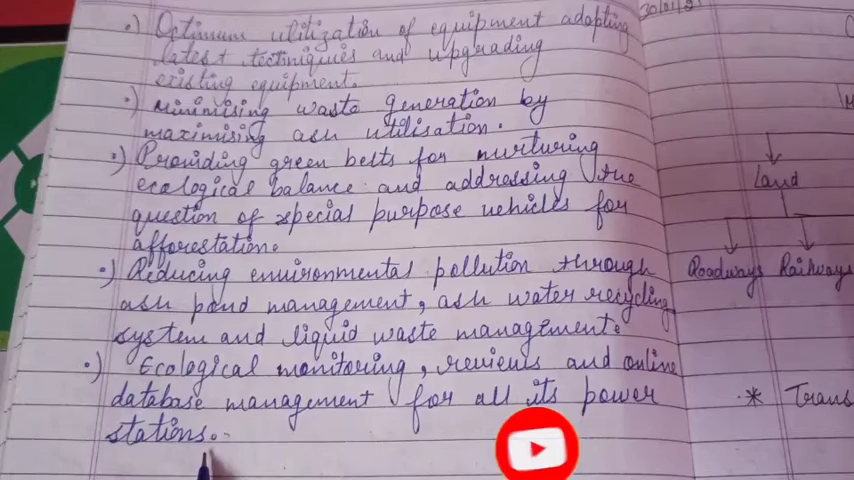 •) Optimum utilization of equipment adopting
latest techniques and upgrading
existing equipment.
•) Minimising waste generation by
maximising ash utilisation.
•) Providing green belts for nurturing
ecological balance and addressing the
question of special purpose vehicles for
afforestation.
•) Reducing environmental pollution through
ash pond management, ash water recycling
system and liquid waste management.
•) Ecological monitoring, reviews and online
database management for all its power
stations.
30/01/21
Land
Roadways Railways
* Trans